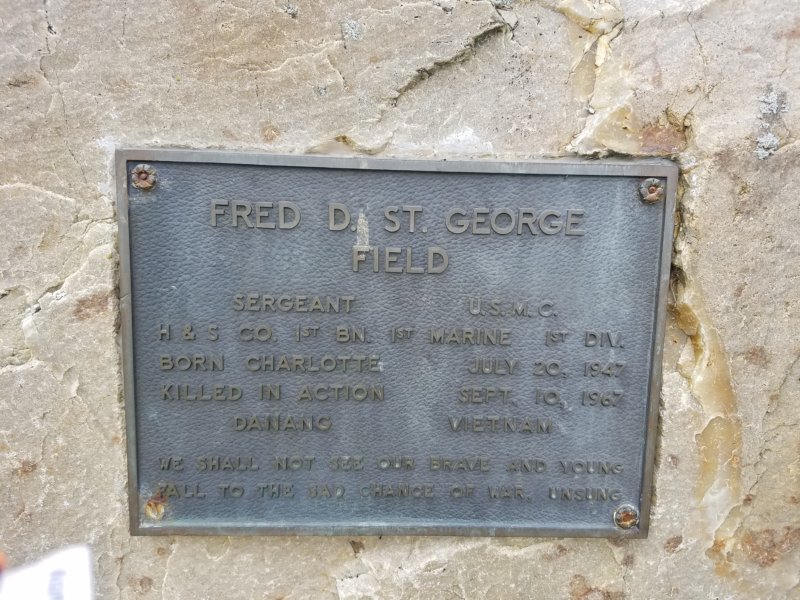 FRED D. ST. GEORGE
FIELD
SERGEANT U.S.M.C.
H & S CO. 1ST BN. 1ST MARINE 1ST DIV.
BORN CHARLOTTE JULY 20, 1947
KILLED IN ACTION SEPT. 10, 1967
DANANG VIETNAM
WE SHALL NOT SEE OUR BRAVE AND YOUNG
FALL TO THE SAD CHANCE OF WAR, UNSUNG